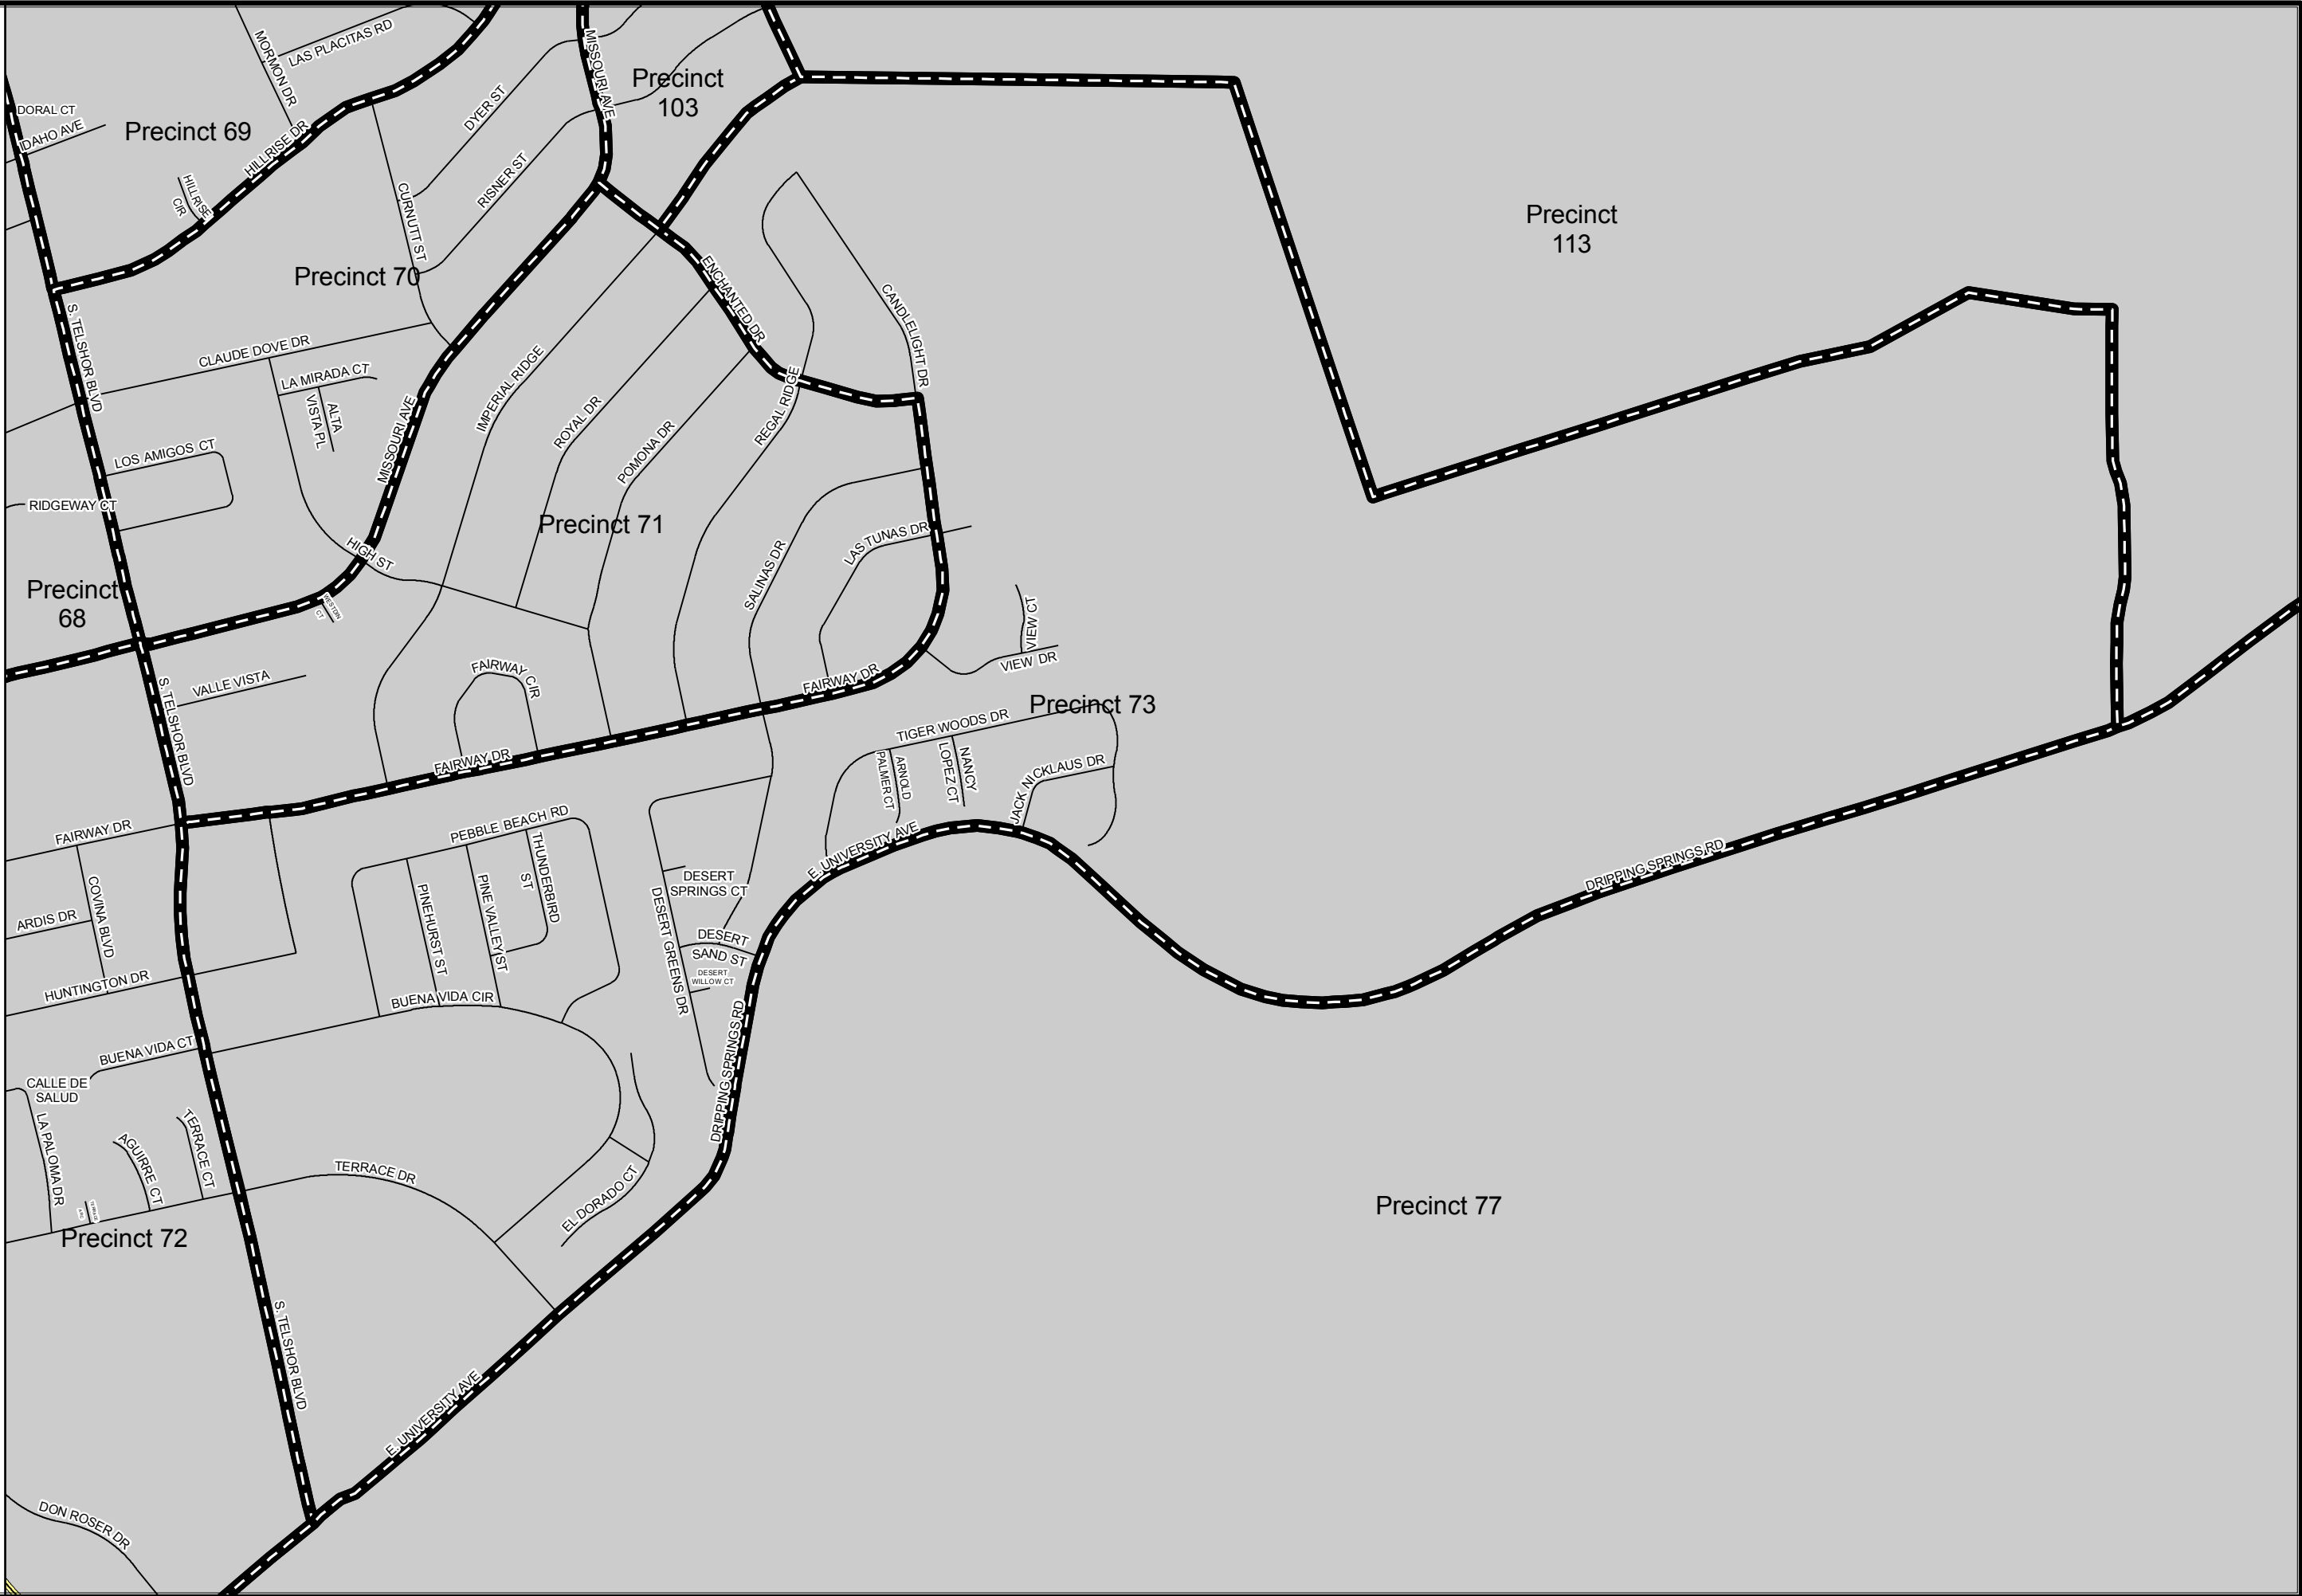 LAS PLACITAS RD
MORMON DR
MISSOURI AVE
Precinct
103
DORAL CT
IDAHO AVE
Precinct 69
DYER ST
HILLRISE DR
RISNER ST
HILLRISE
CIR
CURNUTT ST
Precinct
113
Precinct 70
ENCHANTED DR
CANDLELIGHT DR
S. TELSHOR BLVD
CLAUDE DOVE DR
LA MIRADA CT
ALTA
VISTA PL
IMPERIAL RIDGE
ROYAL DR
REGAL RIDGE
POMONA DR
MISSOURI AVE
LOS AMIGOS CT
RIDGEWAY CT
Precinct 71
HIGH ST
LAS TUNAS DR
SALINAS DR
Precinct
68
WESTON
CT
VIEW CT
VIEW DR
FAIRWAY CIR
VALLE VISTA
S. TELSHOR BLVD
FAIRWAY DR
Precinct 73
TIGER WOODS DR
FAIRWAY DR
ARNOLD
PALMER CT
NANCY
LOPEZ CT
JACK NICKLAUS DR
FAIRWAY DR
PEBBLE BEACH RD
E. UNIVERSITY AVE
THUNDERBIRD
ST
DRIPPING SPRINGS RD
COVINA BLVD
ARDIS DR
PINEHURST ST
PINE VALLEY ST
DESERT
SPRINGS CT
DESERT GREENS DR
DESERT
SAND ST
DESERT
WILLOW CT
HUNTINGTON DR
BUENA VIDA CIR
DRIPPING SPRINGS RD
BUENA VIDA CT
CALLE DE
SALUD
LA PALOMA DR
AGUIRRE CT
TERRACE CT
TERRACE DR
EL DORADO CT
Precinct 77
Precinct 72
S. TELSHOR BLVD
E. UNIVERSITY AVE
DON ROSER DR